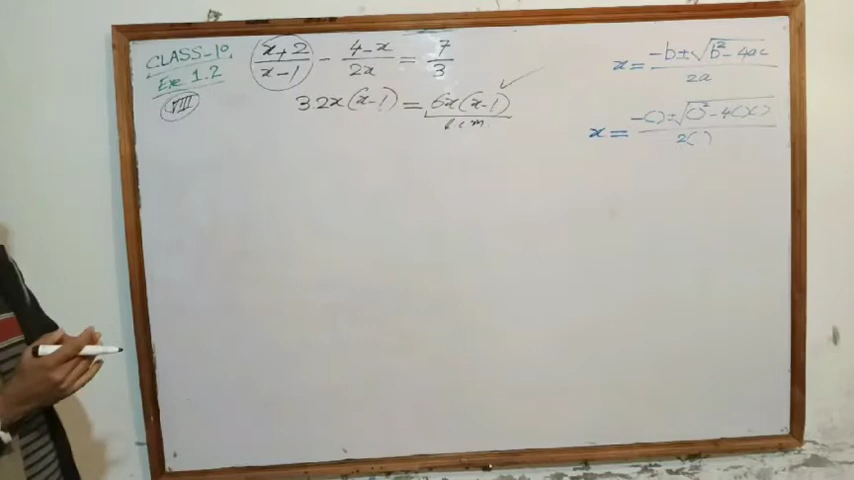 CLASS-10
Exe 1.2
VIII
x+2/x-1 - 4-x/2x = 7/3
3.2x(x-1) = 6x(x-1)
l.c.m.
x = -b±√b²-4ac/2a
x = -( )±√( )²-4( )( )/2( )